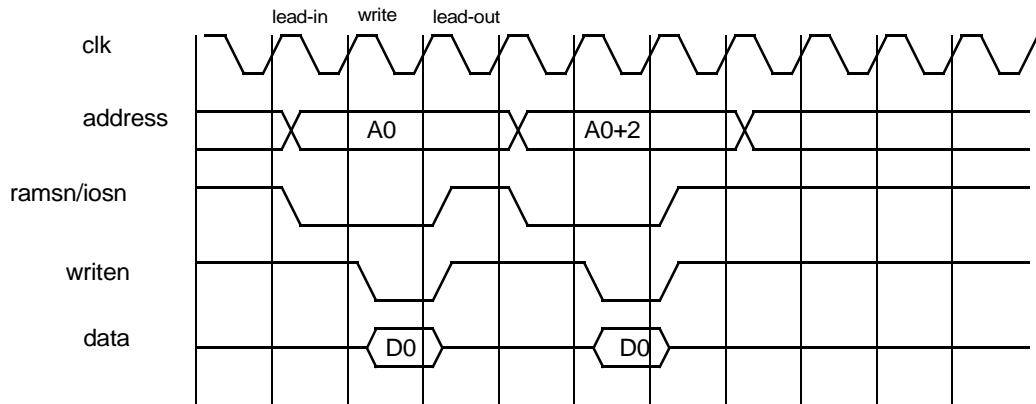 lead-in write lead-out
clk
address A0 A0+2
ramsn/iosn
writen
data D0 D0